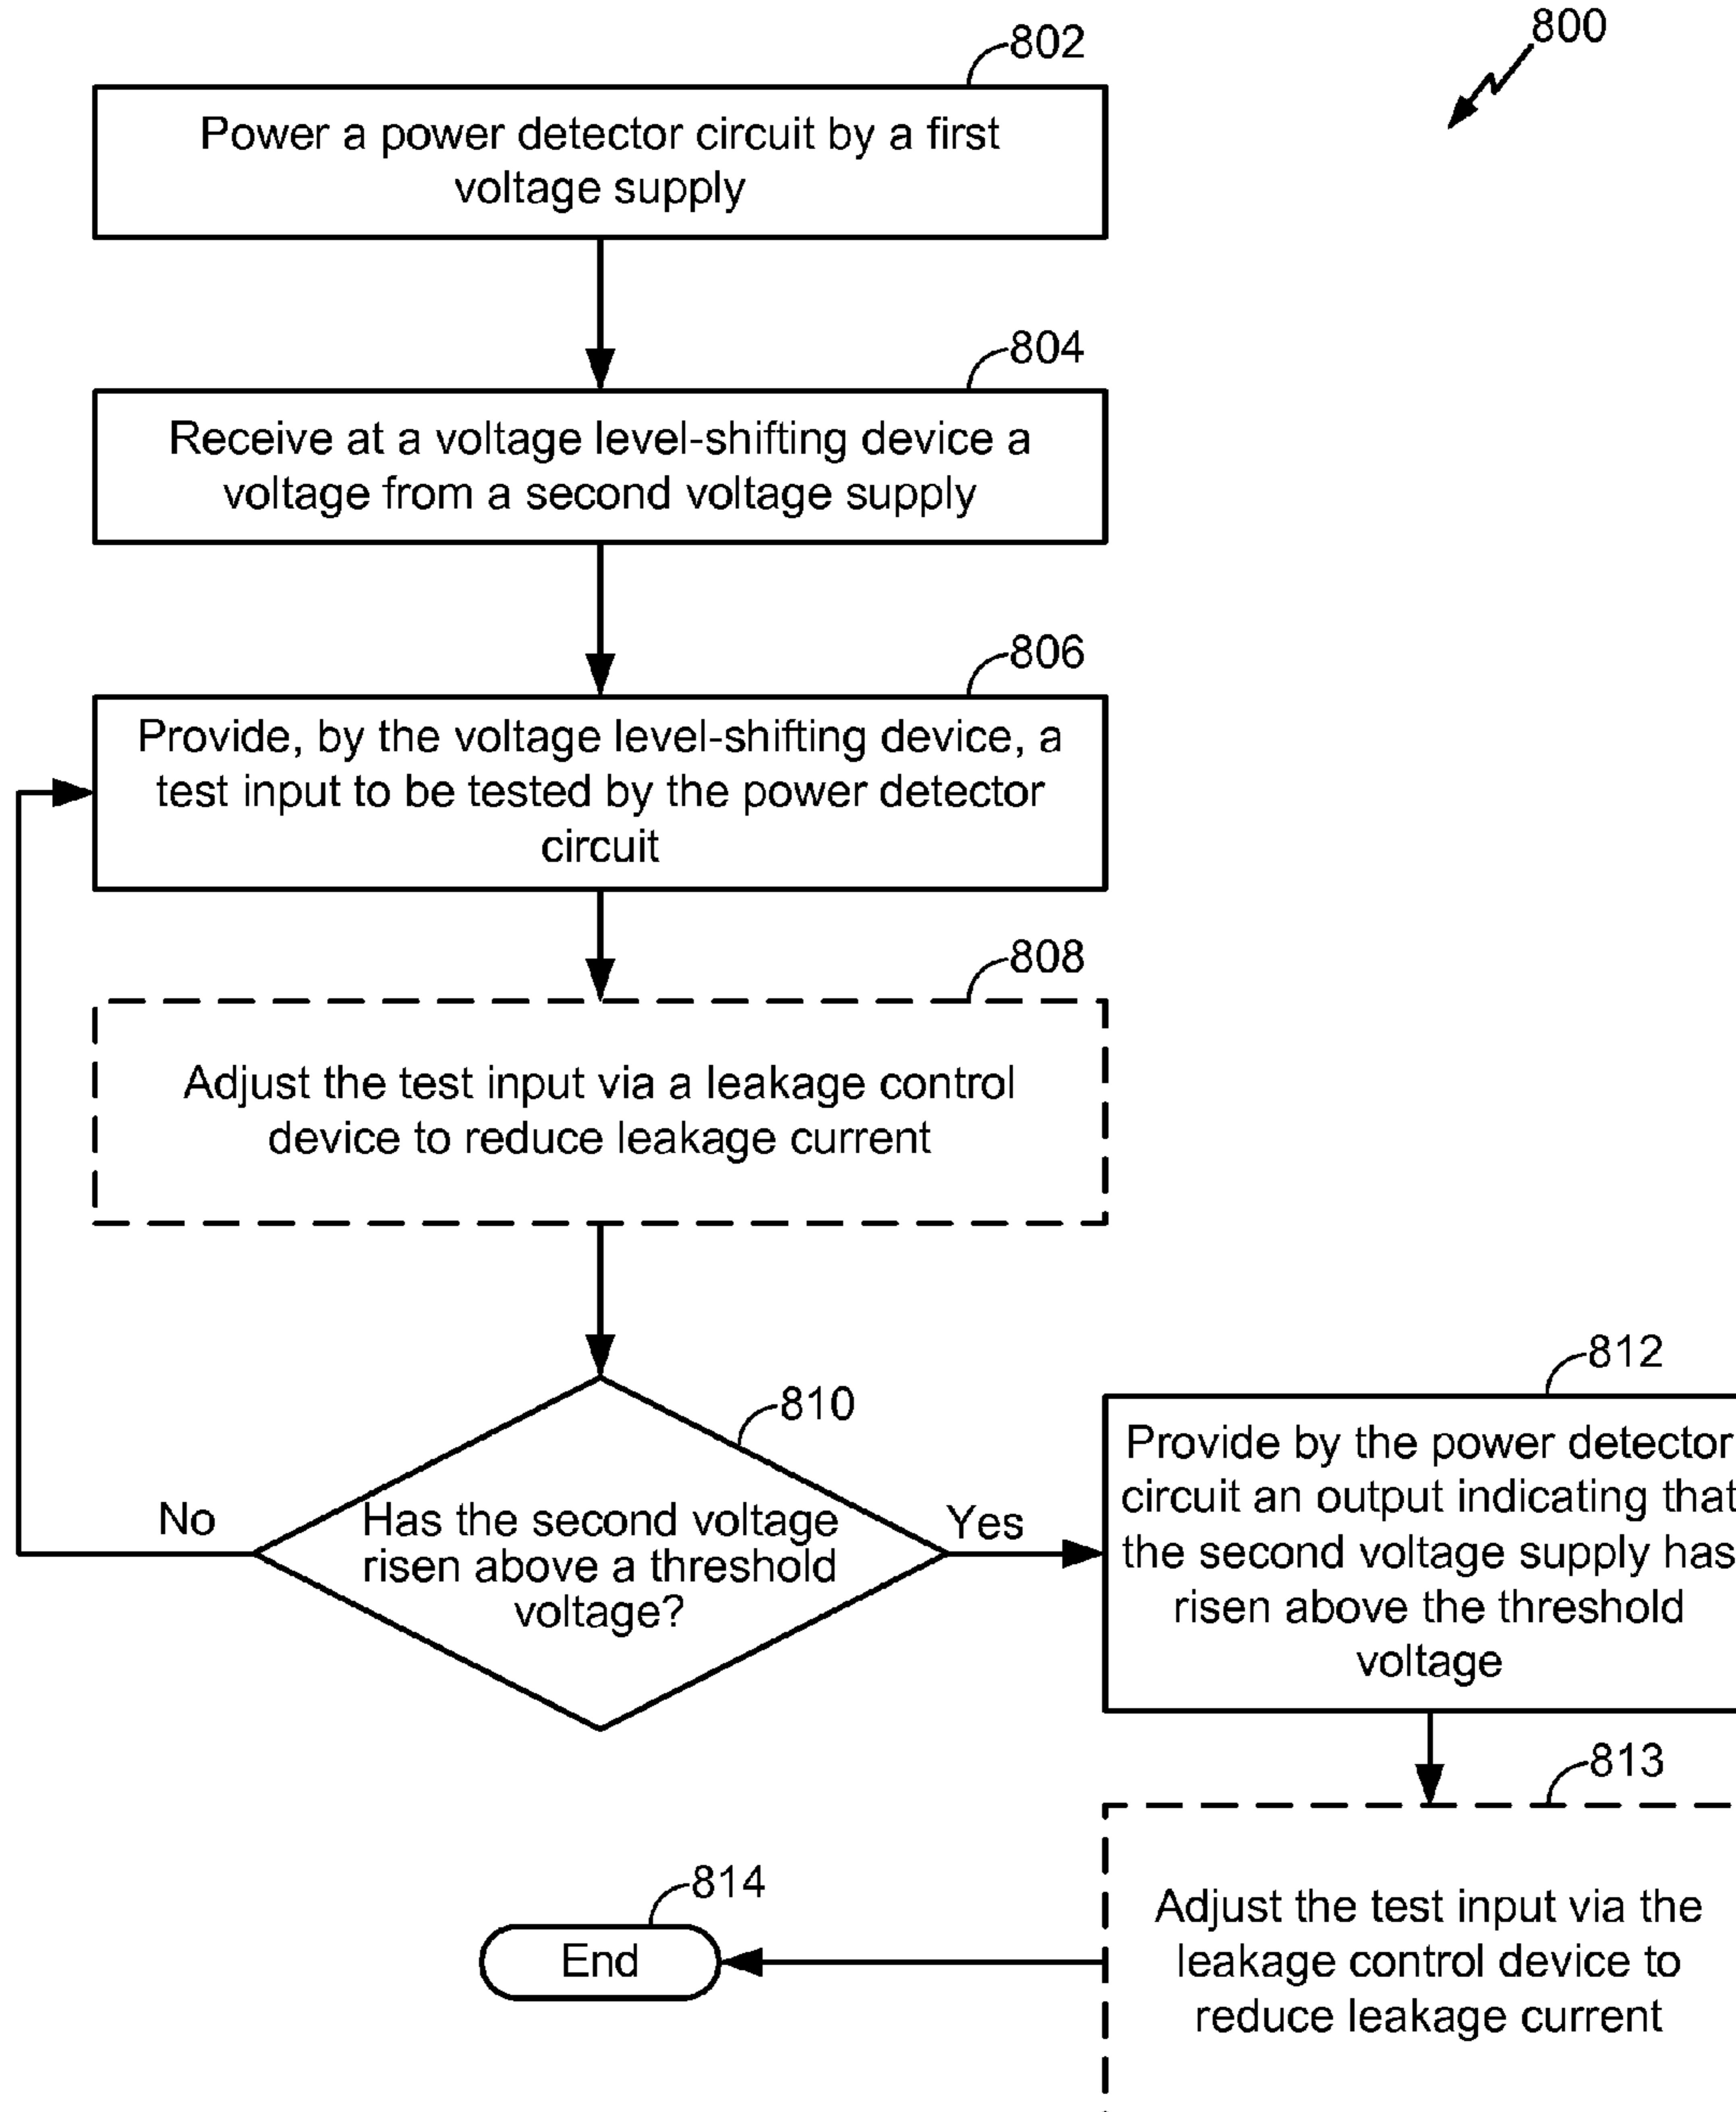 800
802
Power a power detector circuit by a first
voltage supply
804
Receive at a voltage level-shifting device a
voltage from a second voltage supply
806
Provide, by the voltage level-shifting device, a
test input to be tested by the power detector
circuit
808
Adjust the test input via a leakage control
device to reduce leakage current
810
Has the second voltage
risen above a threshold
voltage?
No
Yes
812
Provide by the power detector
circuit an output indicating that
the second voltage supply has
risen above the threshold
voltage
813
Adjust the test input via the
leakage control device to
reduce leakage current
814
End